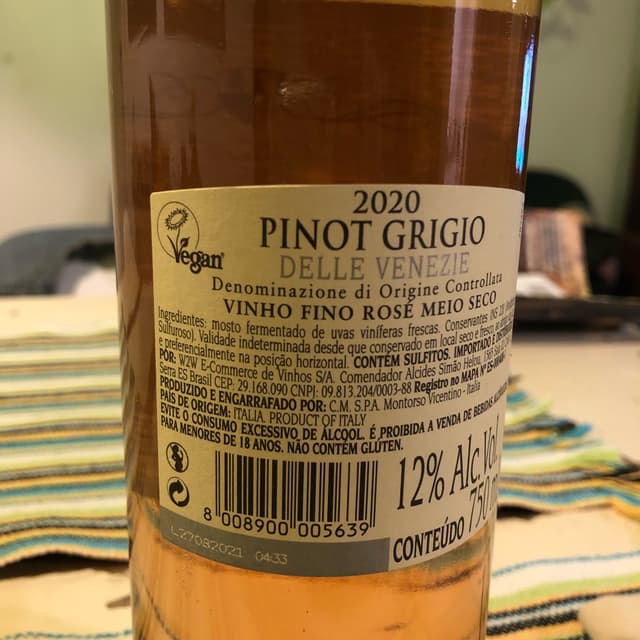 2020
PINOT GRIGIO
DELLE VENEZIE
Denominazione di Origine Controllata
VINHO FINO ROSÉ MEIO SECO
Vegan
Ingredientes: mosto fermentado de uvas viníferas frescas. Conservantes (INS
Sulfuroso). Validade indeterminada desde que conservado em local seco e fresco, ao
e preferencialmente na posição horizontal. CONTÉM SULFITOS. IMPORTADO E
POR: W2W E-Commerce de Vinhos S/A. Comendador Alcides Simão Helou,
Serra ES Brasil CEP: 29.168.090 CNPJ: 09.813.204/0003-88 Registro no MAPA Nº
PRODUZIDO E ENGARRAFADO POR: C.M. S.P.A. Montorso Vicentino - Italia
PAÍS DE ORIGEM: ITALIA. PRODUCT OF ITALY
EVITE O CONSUMO EXCESSIVO DE ÁLCOOL. É PROIBIDA A VENDA DE BEBIDAS
PARA MENORES DE 18 ANOS. NÃO CONTÉM GLÚTEN.
12% Alc. Vol.
8 008900 005639
CONTEÚDO 750
L27082021 0433